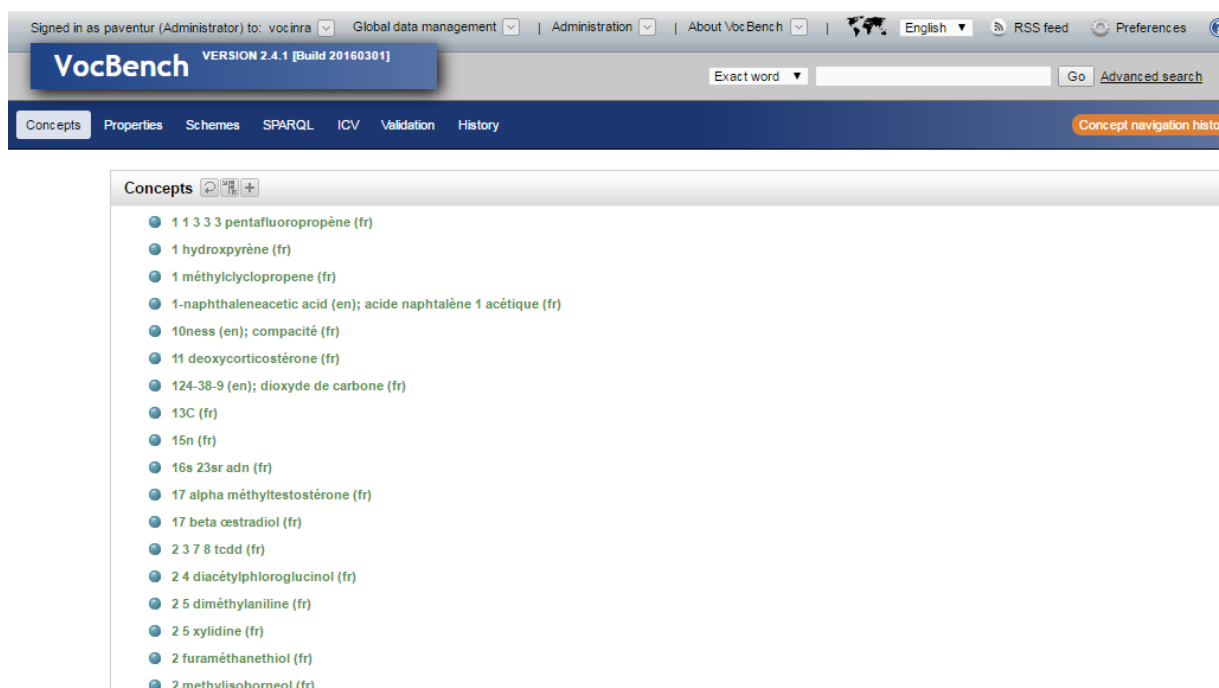 Signed in as paventur (Administrator) to: vocinra Global data management | Administration | About VocBench | English RSS feed Preferences
VocBench VERSION 2.4.1 [Build 20160301]
Exact word Go Advanced search
Concepts Properties Schemes SPARQL ICV Validation History Concept navigation histo
Concepts
1 1 3 3 3 pentafluoropropène (fr)
1 hydroxpyrène (fr)
1 méthylclyclopropene (fr)
1-naphthaleneacetic acid (en); acide naphtalène 1 acétique (fr)
10ness (en); compacité (fr)
11 deoxycorticostérone (fr)
124-38-9 (en); dioxyde de carbone (fr)
13C (fr)
15n (fr)
16s 23sr adn (fr)
17 alpha méthyltestostérone (fr)
17 beta œstradiol (fr)
2 3 7 8 tcdd (fr)
2 4 diacétylphloroglucinol (fr)
2 5 diméthylaniline (fr)
2 5 xylidine (fr)
2 furaméthanethiol (fr)
2 methylisoborneol (fr)